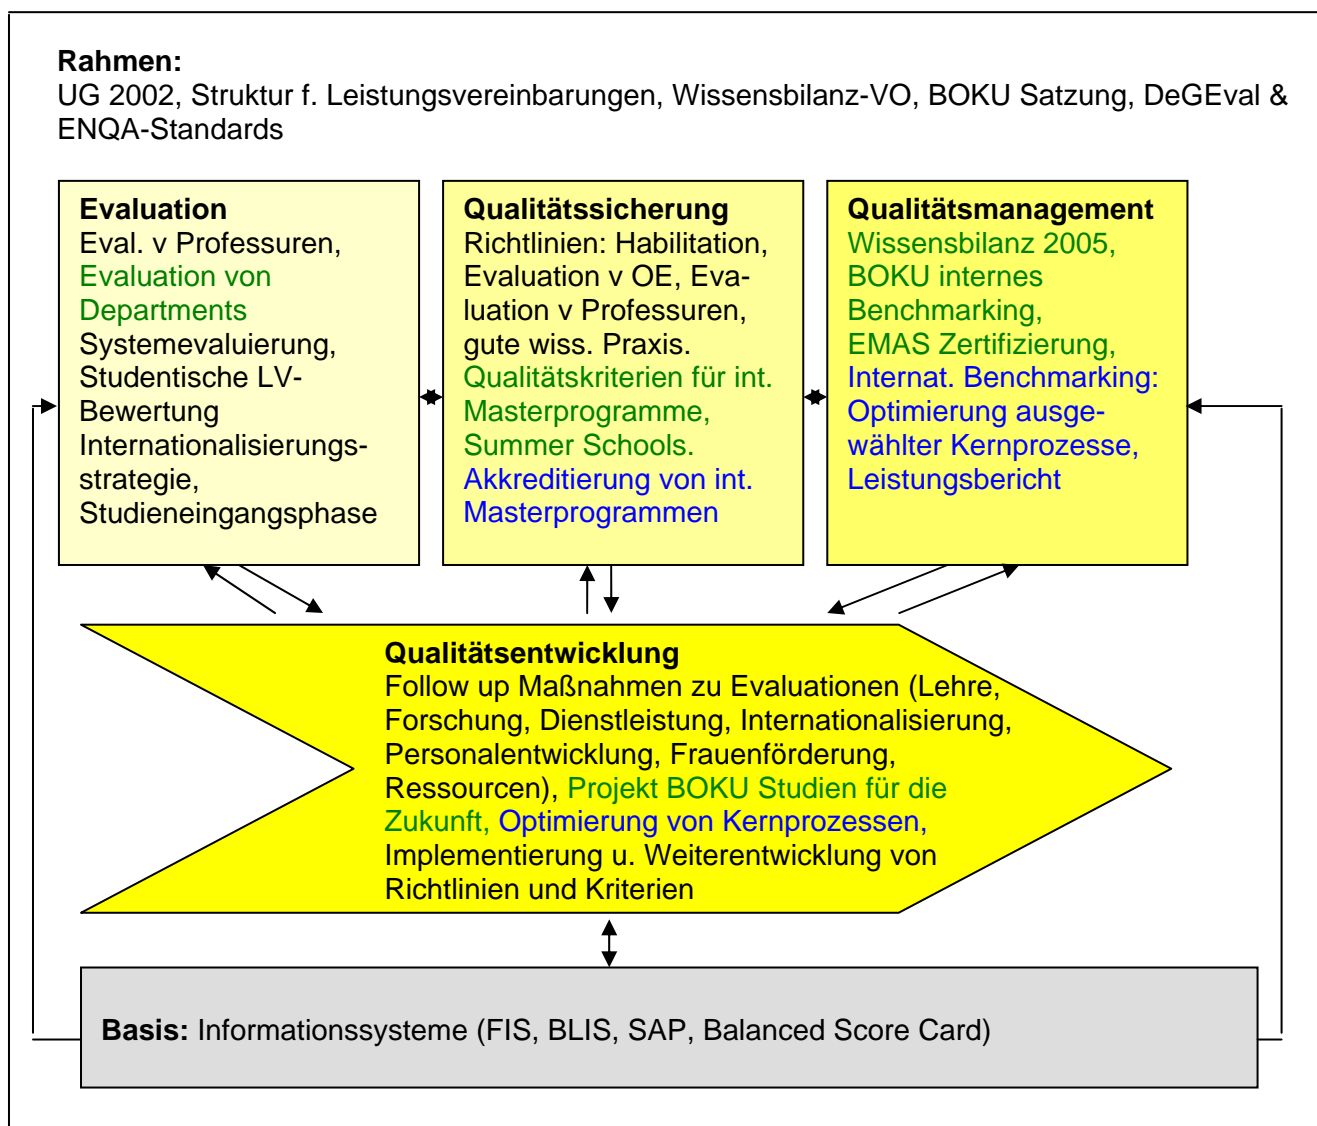 Rahmen:
UG 2002, Struktur f. Leistungsvereinbarungen, Wissensbilanz-VO, BOKU Satzung, DeGEval &
ENQA-Standards
Evaluation
Eval. v Professuren,
Evaluation von
Departments
Systemevaluierung,
Studentische LV-
Bewertung
Internationalisierungs-
strategie,
Studieneingangsphase
Qualitätssicherung
Richtlinien: Habilitation,
Evaluation v OE, Eva-
luation v Professuren,
gute wiss. Praxis.
Qualitätskriterien für int.
Masterprogramme,
Summer Schools.
Akkreditierung von int.
Masterprogrammen
Qualitätsmanagement
Wissensbilanz 2005,
BOKU internes
Benchmarking,
EMAS Zertifizierung,
Internat. Benchmarking:
Optimierung ausge-
wählter Kernprozesse,
Leistungsbericht
Qualitätsentwicklung
Follow up Maßnahmen zu Evaluationen (Lehre,
Forschung, Dienstleistung, Internationalisierung,
Personalentwicklung, Frauenförderung,
Ressourcen), Projekt BOKU Studien für die
Zukunft, Optimierung von Kernprozessen,
Implementierung u. Weiterentwicklung von
Richtlinien und Kriterien
Basis: Informationssysteme (FIS, BLIS, SAP, Balanced Score Card)